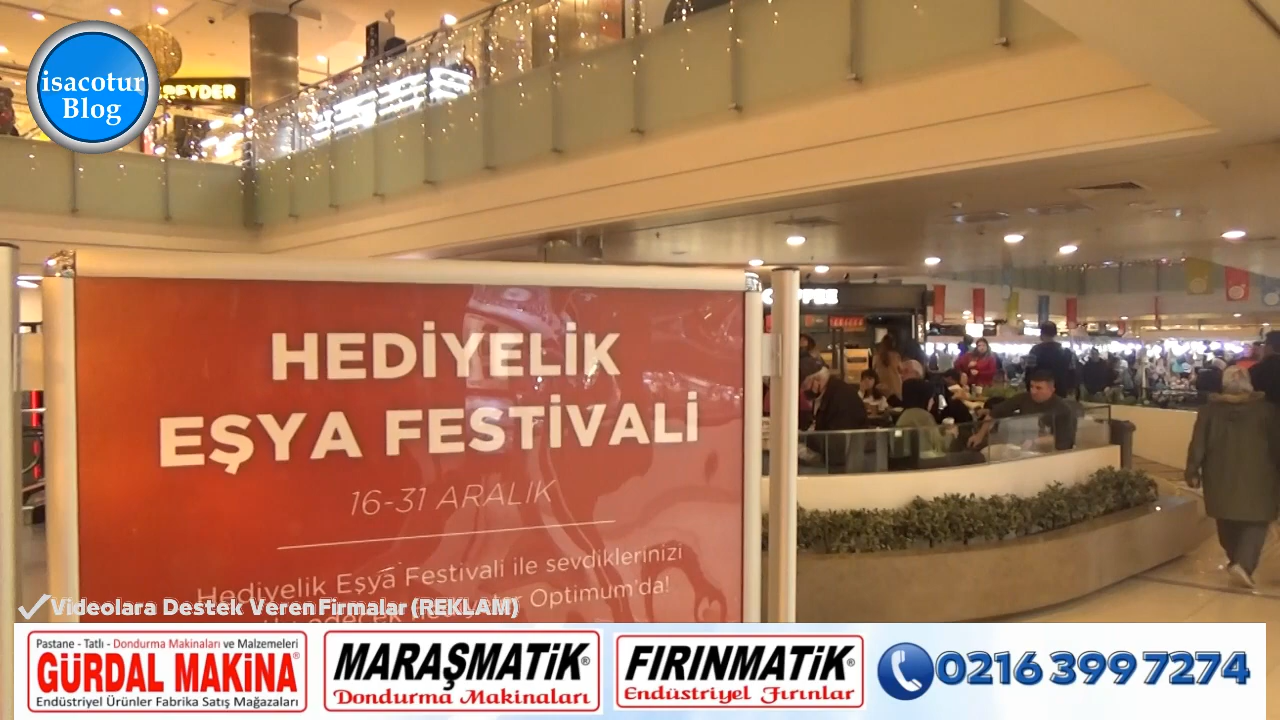 isacotur
Blog
HEDİYELİK
EŞYA FESTİVALİ
16-31 ARALIK
Hediyelik Eşya Festivali ile sevdiklerinizi
Optimum'da!
Videolara Destek Veren Firmalar (REKLAM)
Pastane - Tatlı - Dondurma Makinaları ve Malzemeleri
GÜRDAL MAKİNA®
Endüstriyel Ürünler Fabrika Satış Mağazaları
MARAŞMATİK®
Dondurma Makinaları
FIRINMATİK®
Endüstriyel Fırınlar
0216 399 7274